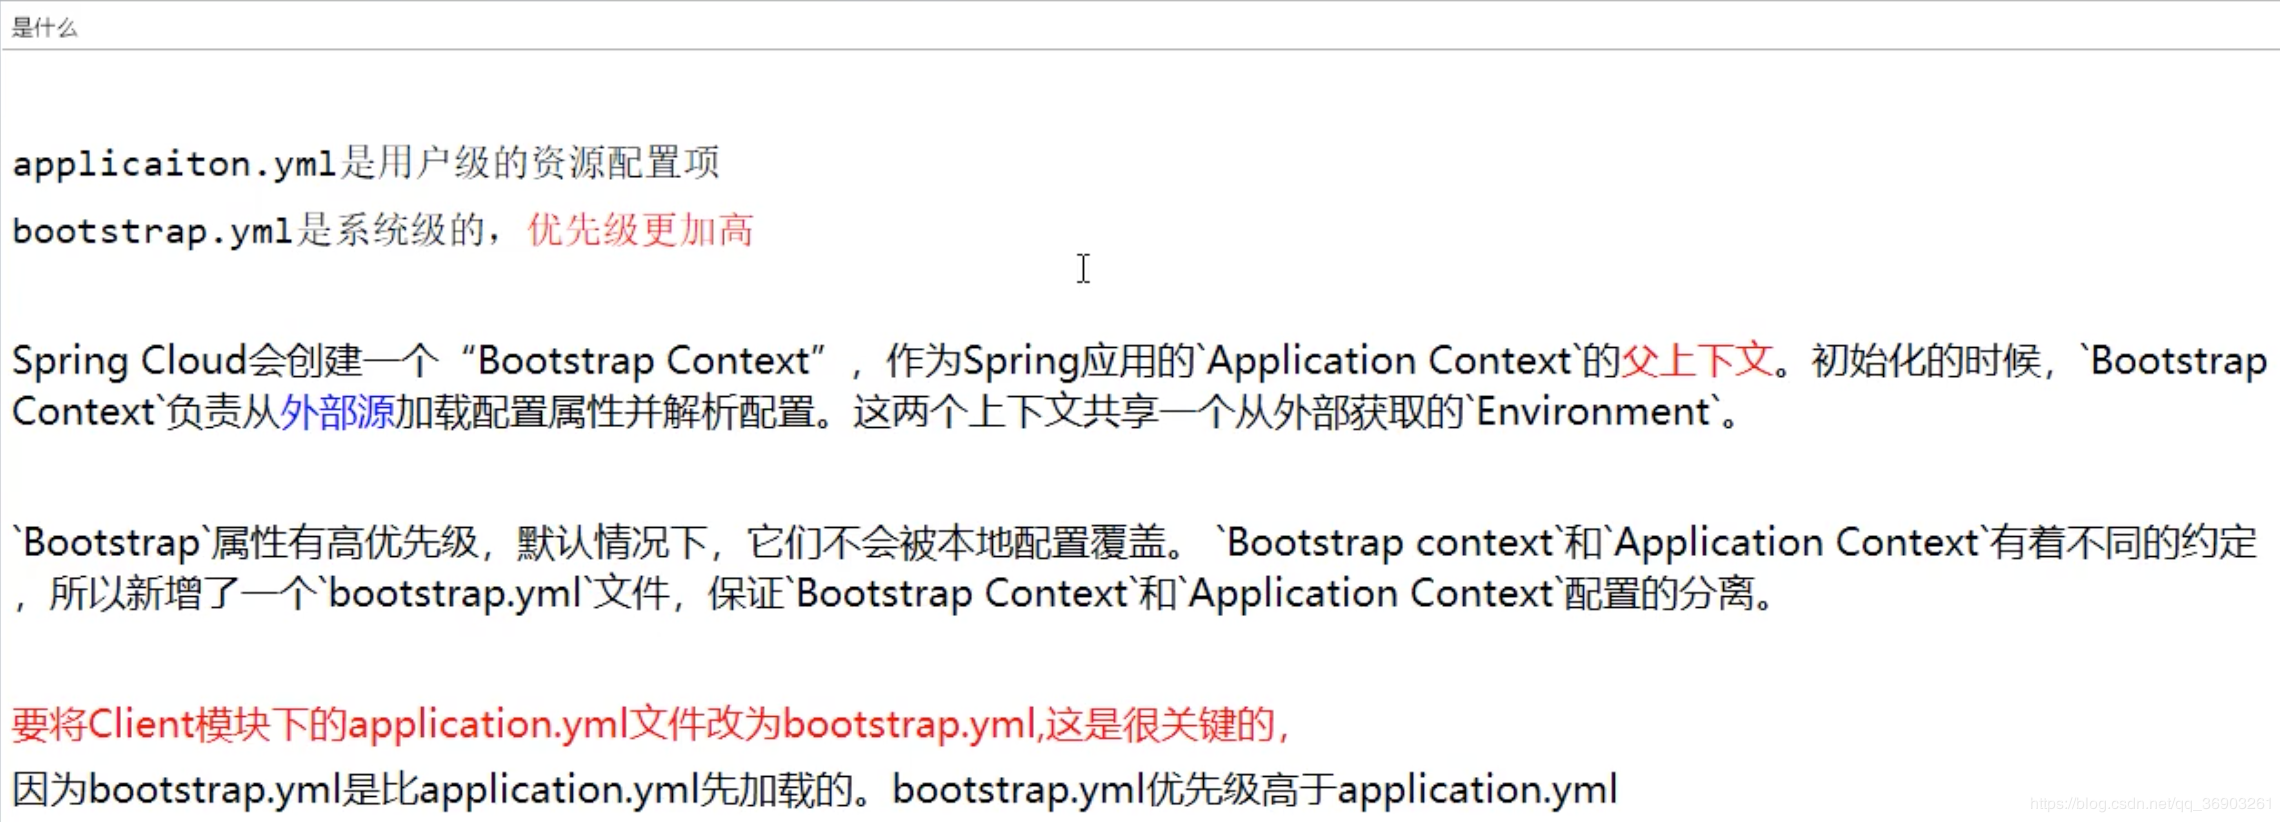 是什么
applicaiton.yml是用户级的资源配置项
bootstrap.yml是系统级的，优先级更加高
Spring Cloud会创建一个“Bootstrap Context”，作为Spring应用的`Application Context`的父上下文。初始化的时候，`Bootstrap
Context`负责从外部源加载配置属性并解析配置。这两个上下文共享一个从外部获取的`Environment`。
`Bootstrap`属性有高优先级，默认情况下，它们不会被本地配置覆盖。 `Bootstrap context`和`Application Context`有着不同的约定
，所以新增了一个`bootstrap.yml`文件，保证`Bootstrap Context`和`Application Context`配置的分离。
要将Client模块下的application.yml文件改为bootstrap.yml,这是很关键的，
因为bootstrap.yml是比application.yml先加载的。bootstrap.yml优先级高于application.yml
https://blog.csdn.net/qq_36903261